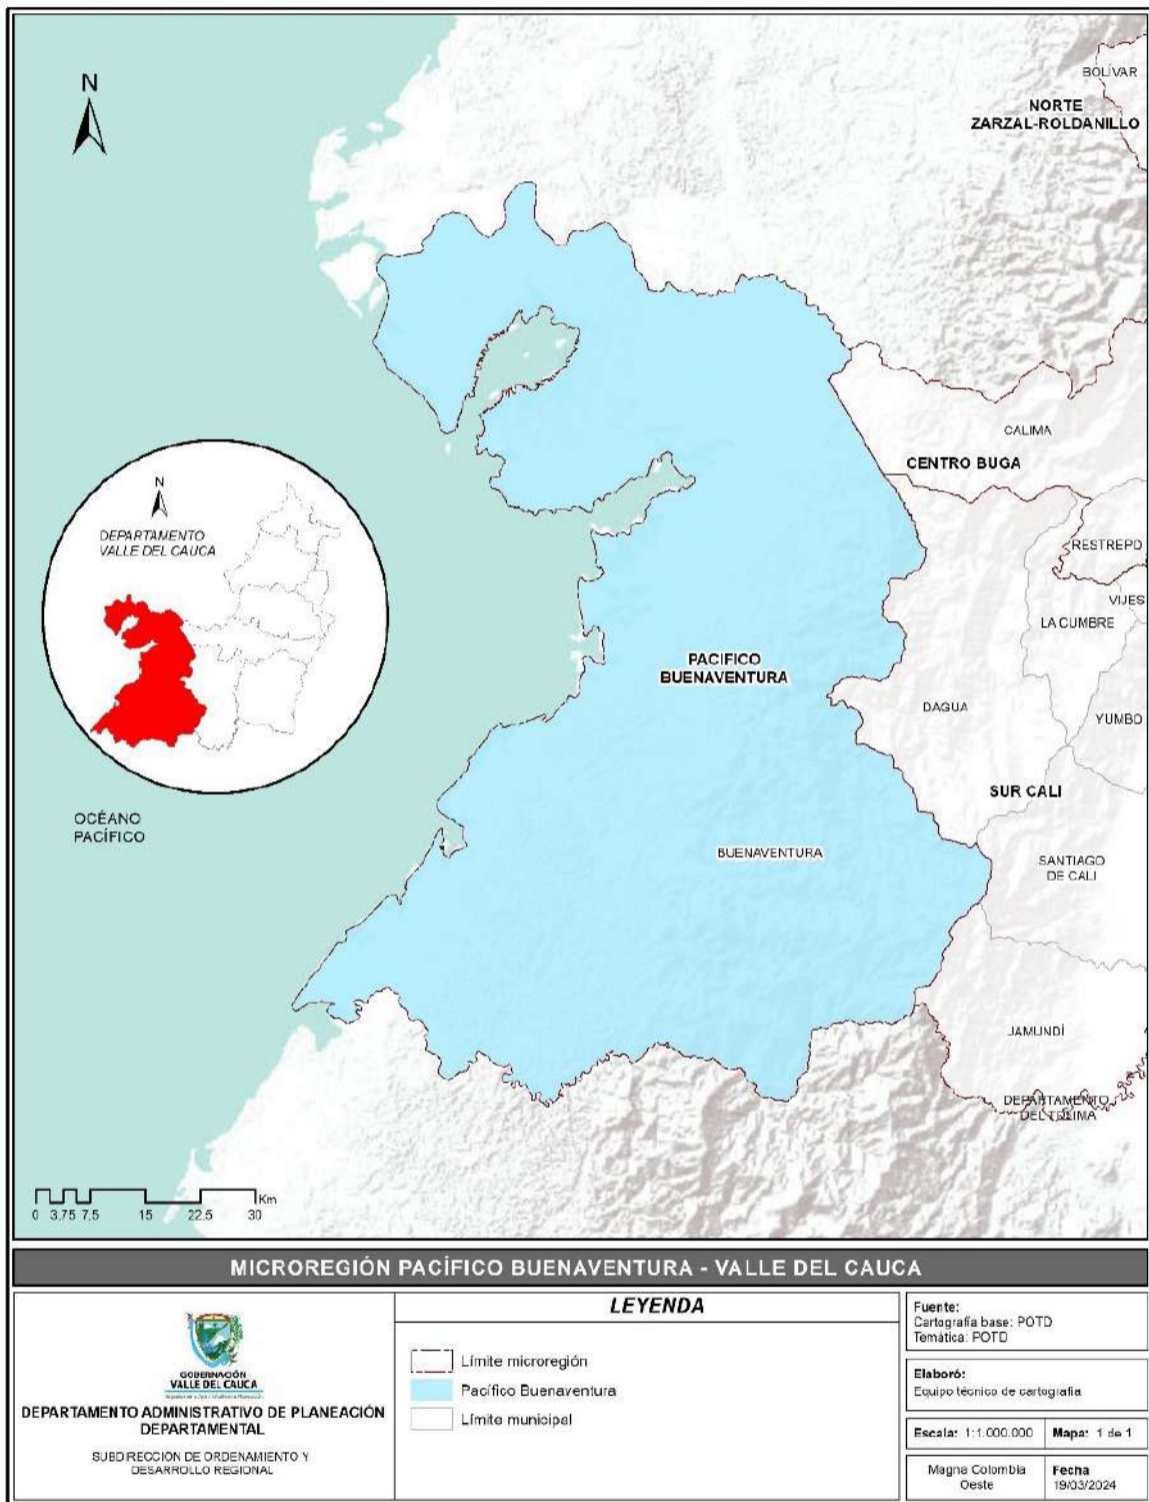 N
BOLÍVAR
NORTE
ZARZAL-ROLDANILLO
CALIMA
CENTRO BUGA
RESTREPO
VIJES
LA CUMBRE
N
DEPARTAMENTO
VALLE DEL CAUCA
PACIFICO
BUENAVENTURA
DAGUA
YUMBO
SUR CALI
OCÉANO
PACÍFICO
BUENAVENTURA
SANTIAGO
DE CALI
JAMUNDÍ
DEPARTAMENTO
DEL TOLIMA
Km
0 3,75 7,5 15 22,5 30
MICROREGIÓN PACÍFICO BUENAVENTURA - VALLE DEL CAUCA
GOBERNACIÓN
VALLE DEL CAUCA
DEPARTAMENTO ADMINISTRATIVO DE PLANEACIÓN
DEPARTAMENTAL
SUBDIRECCIÓN DE ORDENAMIENTO Y
DESARROLLO REGIONAL
LEYENDA
Límite microregión
Pacífico Buenaventura
Límite municipal
Fuente:
Cartografía base: POTD
Temática: POTD
Elaboró:
Equipo técnico de cartografía
Escala: 1:1.000.000
Mapa: 1 de 1
Magna Colombia
Oeste
Fecha
19/03/2024